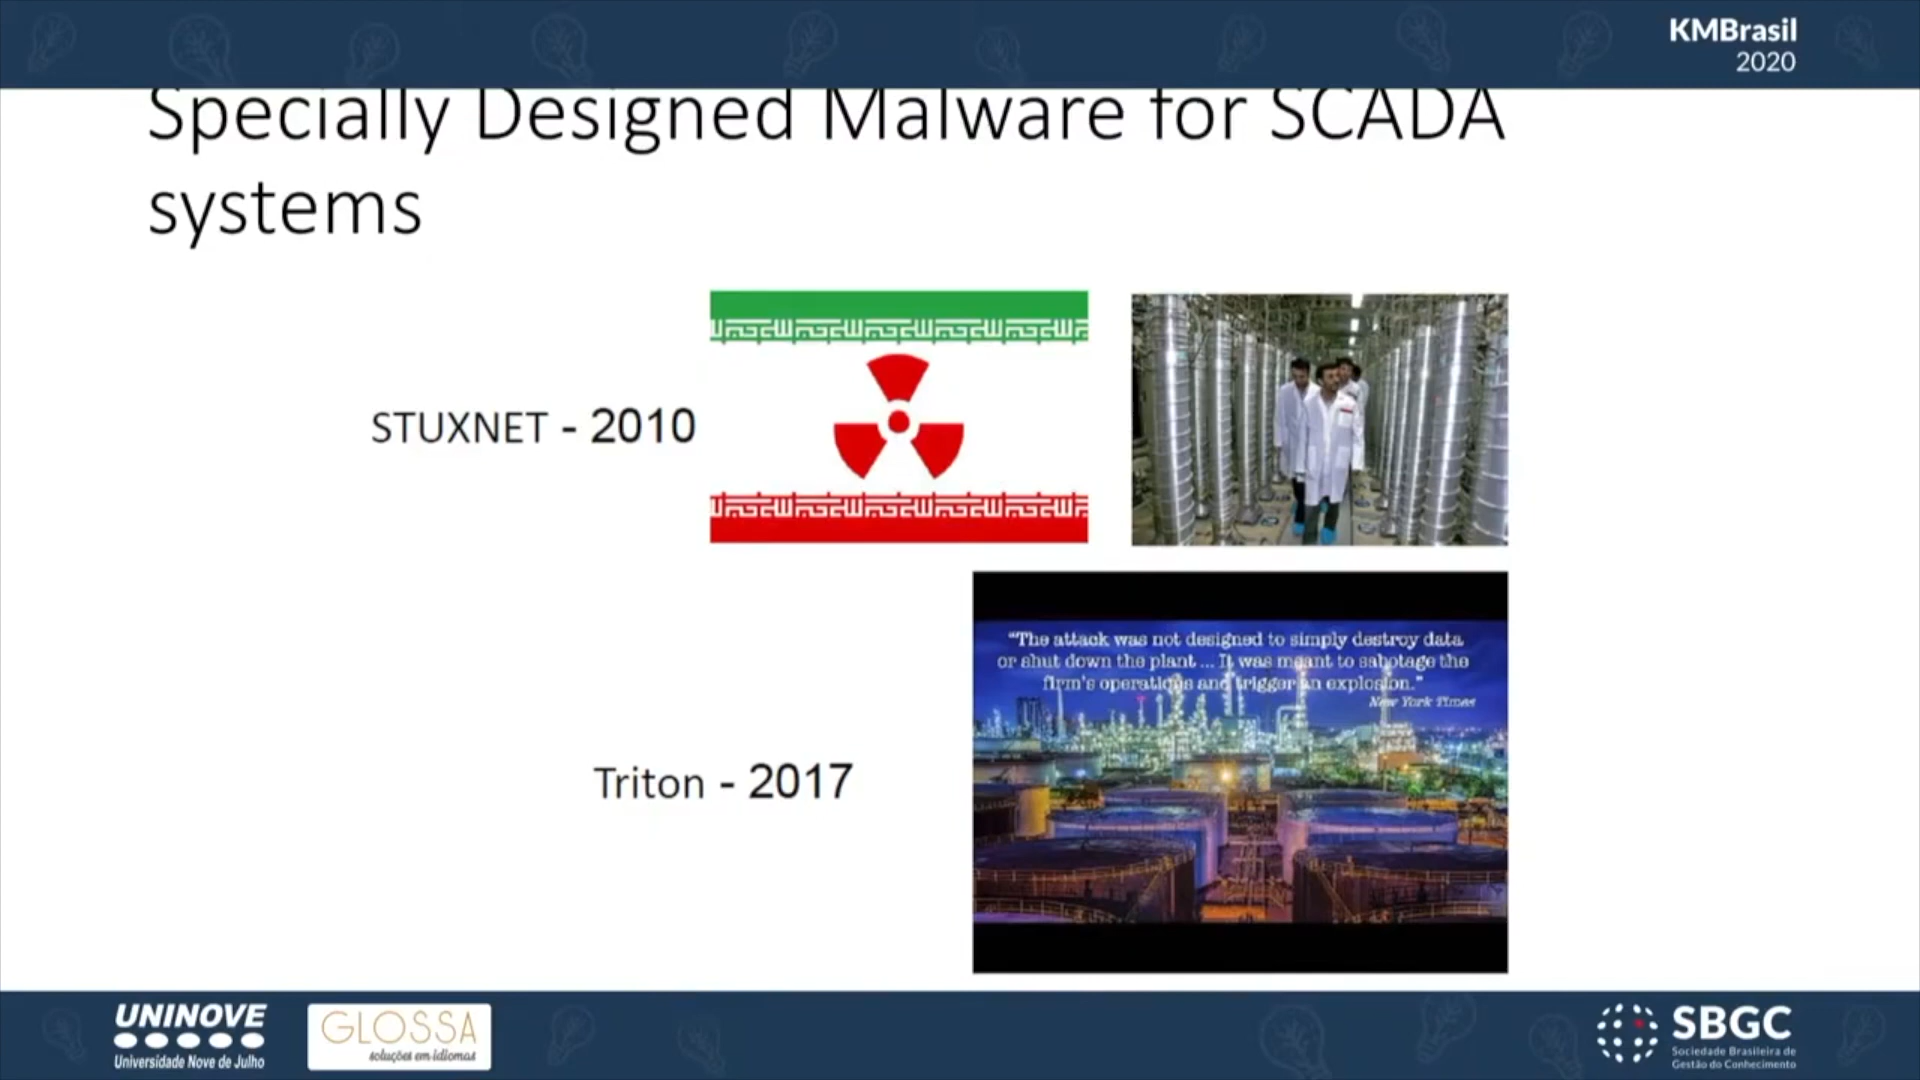 KMBrasil
2020
Specially Designed Malware for SCADA
systems
STUXNET - 2010
"The attack was not designed to simply destroy data
or shut down the plant ... It was meant to sabotage the
firm's operations and trigger an explosion."
New York Times
Triton - 2017
UNINOVE
Universidade Nove de Julho
GLOSSA
soluções em idiomas
SBGC
Sociedade Brasileira de
Gestão do Conhecimento